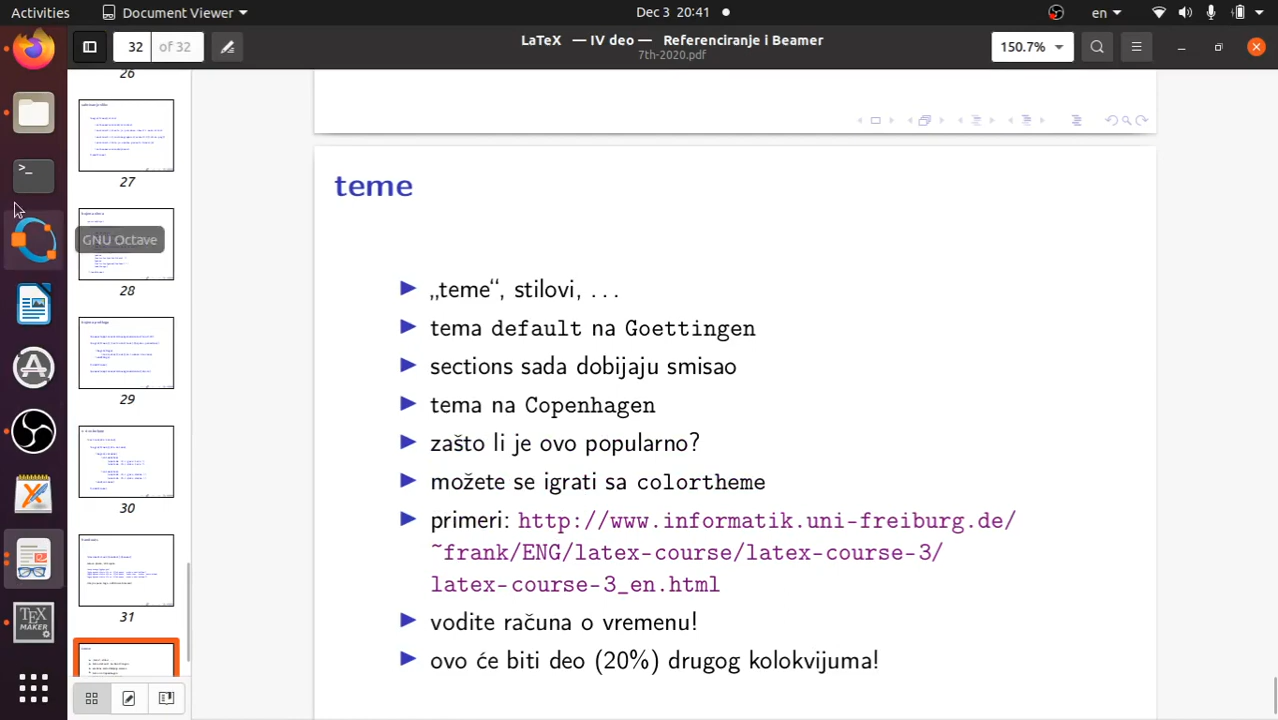 Activities
Document Viewer
Dec 3 20:41
en
32
of 32
LaTeX — IV deo — Referenciranje i Beamer
7th-2020.pdf
150.7%
26
27
GNU Octave
28
29
30
31
TEX
MAKER
teme
„teme“, stilovi, ...
tema default na Goettingen
sections sada dobijaju smisao
tema na Copenhagen
zašto li je ovo popularno?
možete se igrati sa colortheme
primeri: http://www.informatik.uni-freiburg.de/
~frank/ENG/latex-course/latex-course-3/
latex-course-3_en.html
vodite računa o vremenu!
ovo će biti deo (20%) drugog kolokvijuma!